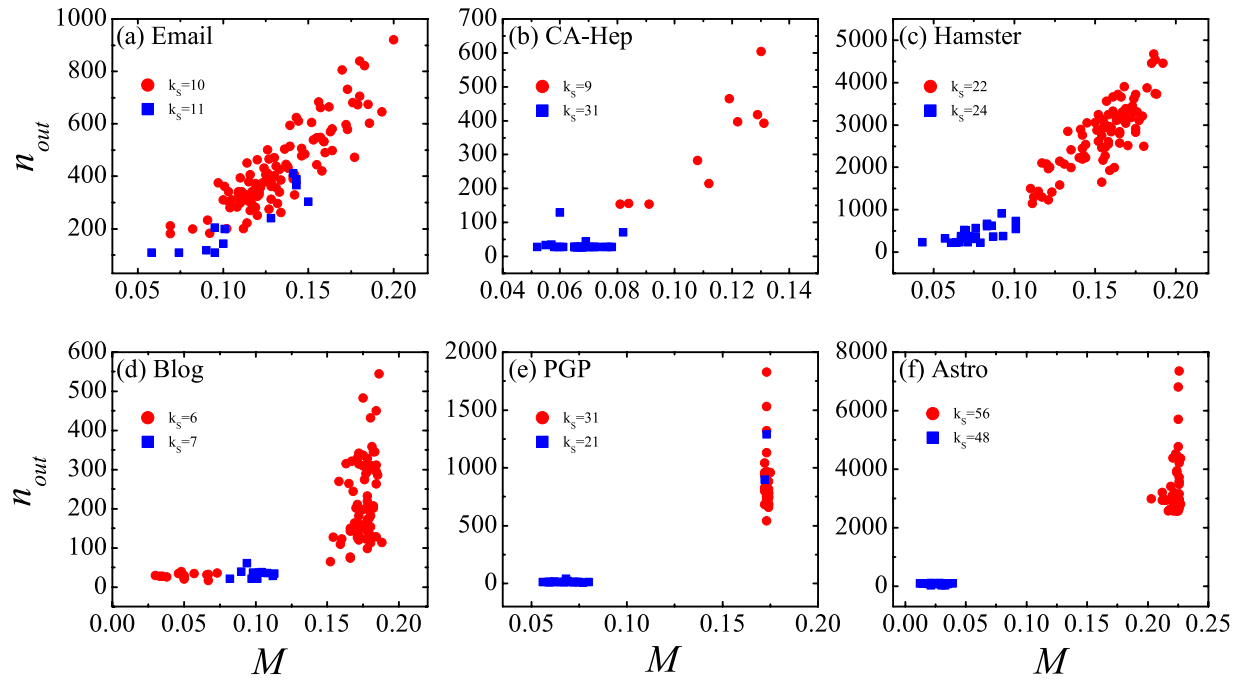 (a) Email
k_S=10
k_S=11
n_out
1000
800
600
400
200
0.05 0.10 0.15 0.20
(b) CA-Hep
k_S=9
k_S=31
700
600
500
400
300
200
100
0
0.04 0.06 0.08 0.10 0.12 0.14
(c) Hamster
k_S=22
k_S=24
5000
4000
3000
2000
1000
0
0.05 0.10 0.15 0.20
(d) Blog
k_S=6
k_S=7
n_out
600
500
400
300
200
100
0
0.00 0.05 0.10 0.15 0.20
M
(e) PGP
k_S=31
k_S=21
2000
1500
1000
500
0
0.05 0.10 0.15 0.20
M
(f) Astro
k_S=56
k_S=48
8000
6000
4000
2000
0
0.00 0.05 0.10 0.15 0.20 0.25
M